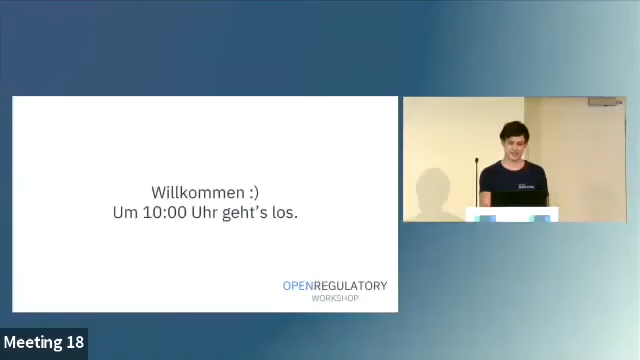 Willkommen :)
Um 10:00 Uhr geht's los.
OPENREGULATORY
WORKSHOP
Meeting 18